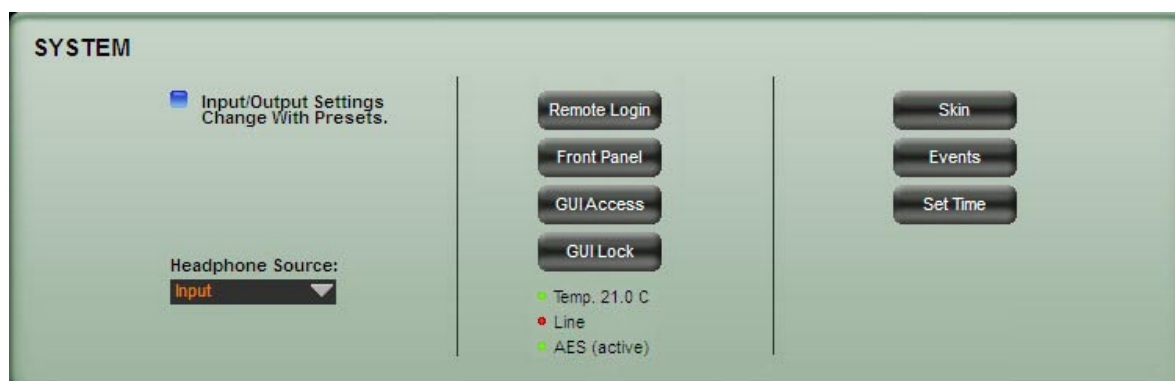 SYSTEM
Input/Output Settings
Change With Presets.
Headphone Source:
Input
Remote Login
Front Panel
GUI Access
GUI Lock
Temp. 21.0 C
Line
AES (active)
Skin
Events
Set Time